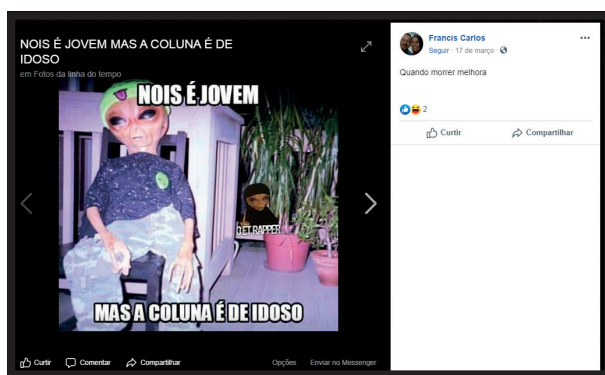 NOIS É JOVEM MAS A COLUNA É DE
IDOSO
em Fotos da linha do tempo
NOIS É JOVEM
O.E.T.RAPPER
MAS A COLUNA É DE IDOSO
Curtir Comentar Compartilhar Opções Enviar no Messenger
Francis Carlos
Seguir · 17 de março ·
Quando morrer melhora
2
Curtir Compartilhar